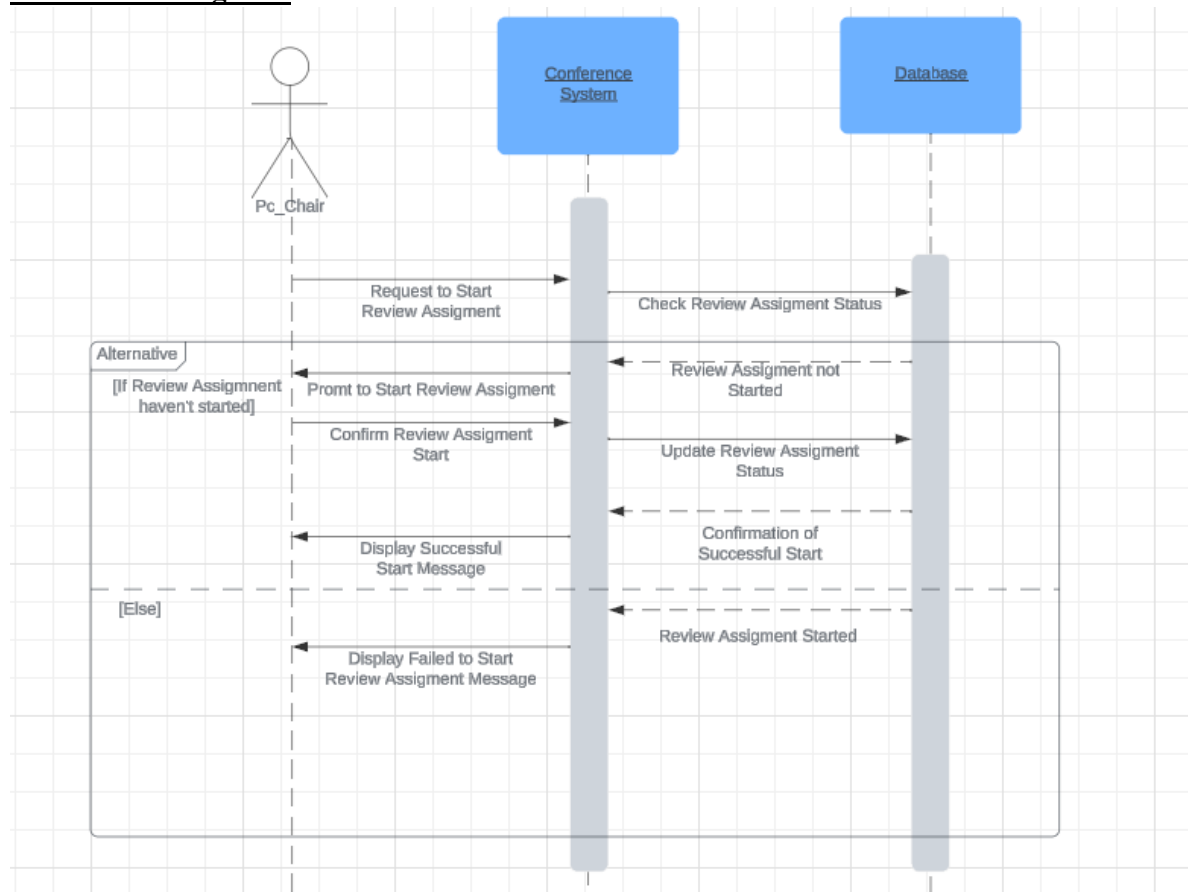 Conference
System
Database
Pc_Chair
Request to Start
Review Assigment
Check Review Assigment Status
Alternative
[If Review Assigmnent
haven't started]
Review Assigment not
Started
Promt to Start Review Assigment
Confirm Review Assigment
Start
Update Review Assigment
Status
Confirmation of
Successful Start
Display Successful
Start Message
[Else]
Review Assigment Started
Display Failed to Start
Review Assigment Message